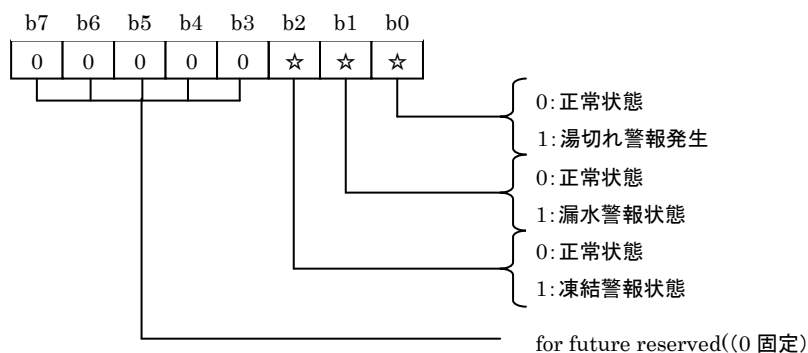 b7 b6 b5 b4 b3 b2 b1 b0
0 0 0 0 0 ☆ ☆ ☆
0:正常状態
1:湯切れ警報発生
0:正常状態
1:漏水警報状態
0:正常状態
1:凍結警報状態
for future reserved((0 固定)